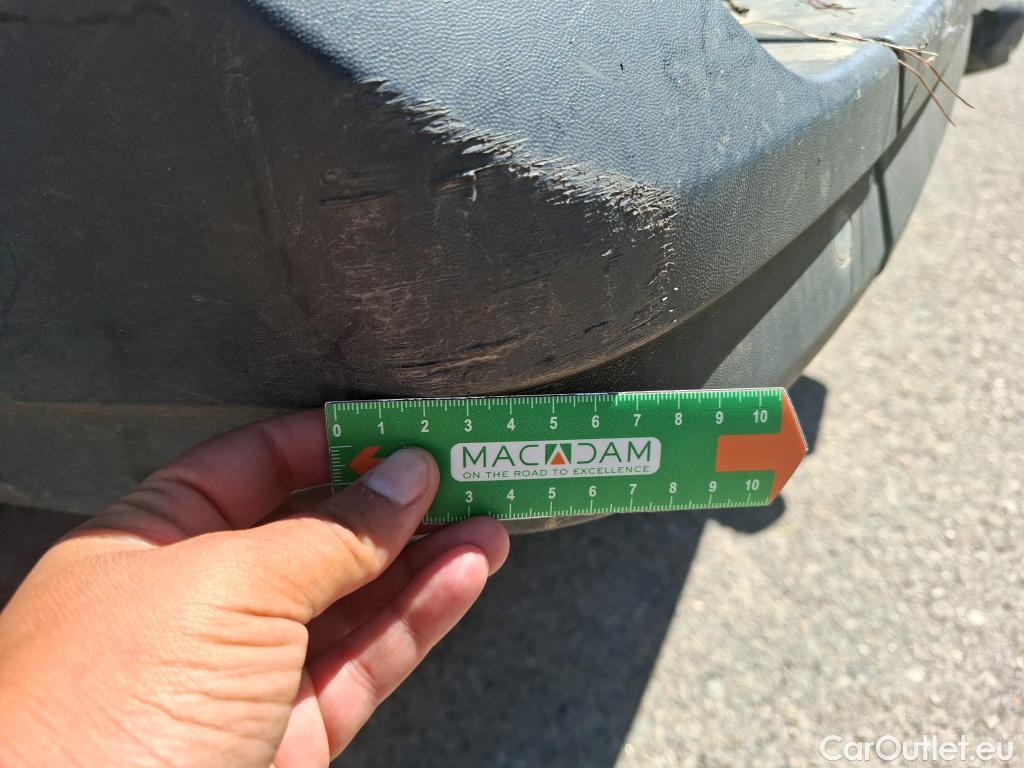 0 1 2 3 4 5 6 7 8 9 10
MACADAM
ON THE ROAD TO EXCELLENCE
3 4 5 6 7 8 9 10
CarOutlet.eu